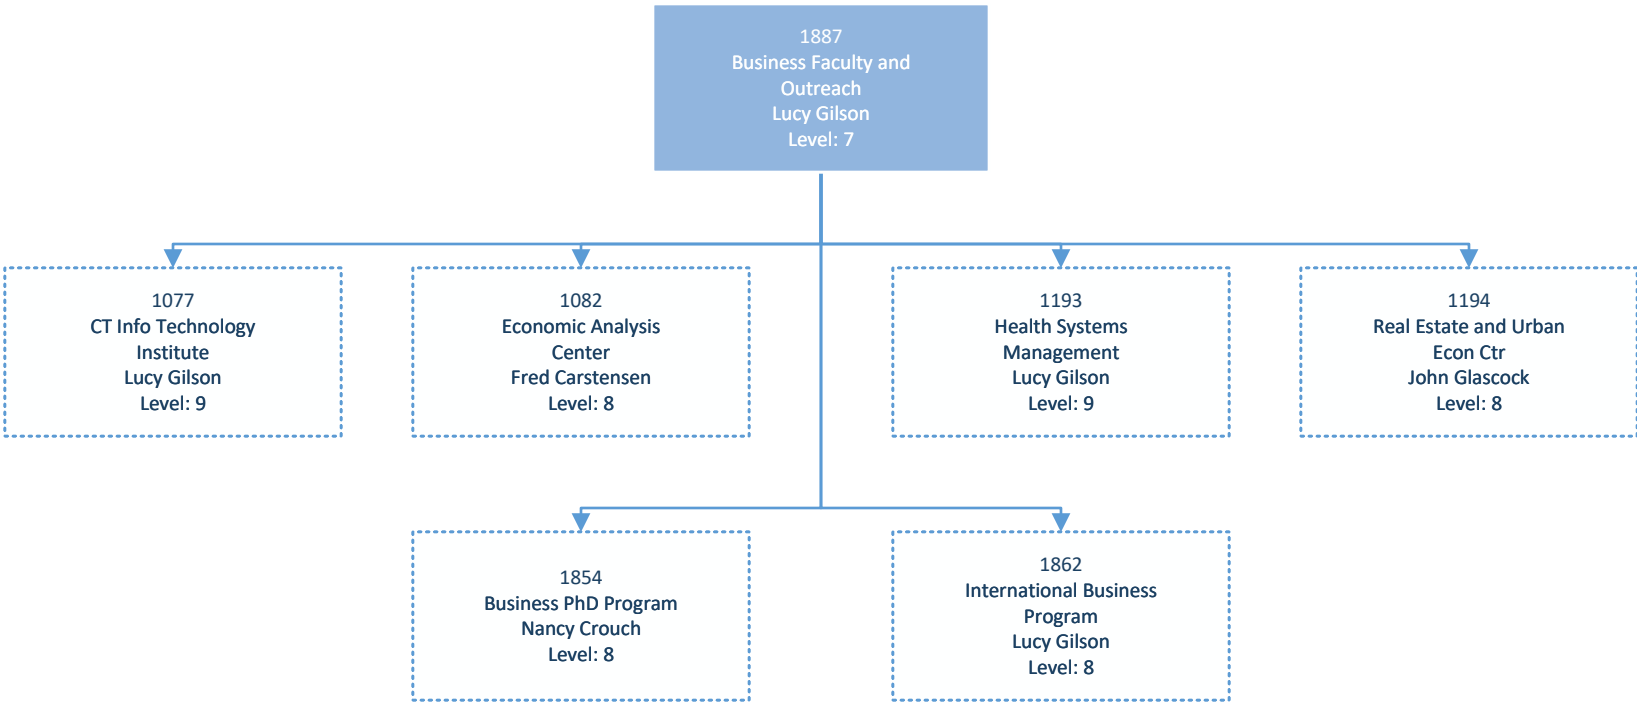 1887
Business Faculty and
Outreach
Lucy Gilson
Level: 7
1077
CT Info Technology
Institute
Lucy Gilson
Level: 9
1082
Economic Analysis
Center
Fred Carstensen
Level: 8
1193
Health Systems
Management
Lucy Gilson
Level: 9
1194
Real Estate and Urban
Econ Ctr
John Glascock
Level: 8
1854
Business PhD Program
Nancy Crouch
Level: 8
1862
International Business
Program
Lucy Gilson
Level: 8